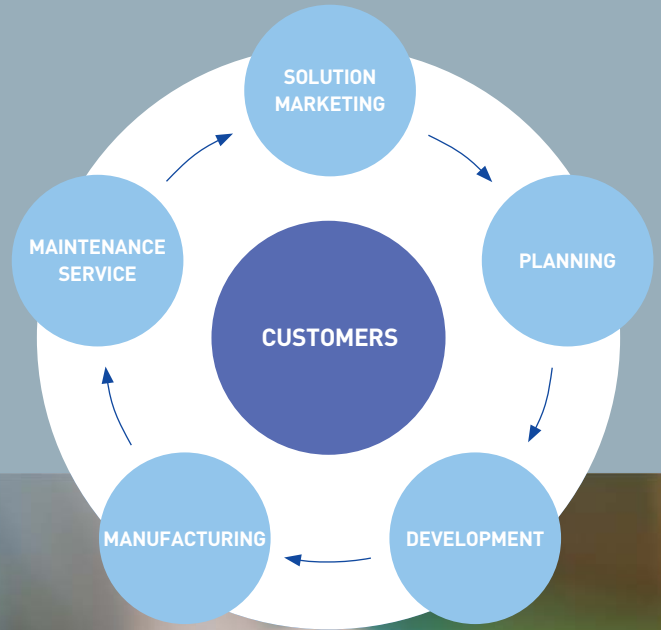 SOLUTION
MARKETING
PLANNING
DEVELOPMENT
MANUFACTURING
MAINTENANCE
SERVICE
CUSTOMERS